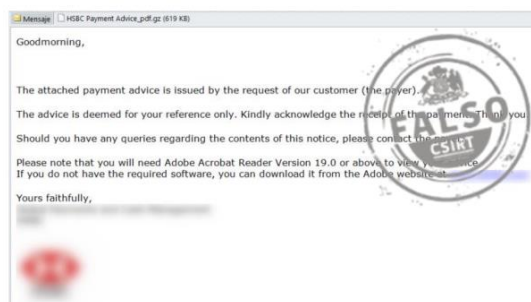 Mensaje HSBC Payment Advice_pdf.gz (619 KB)
Goodmorning,
The attached payment advice is issued by the request of our customer (the payer).
The advice is deemed for your reference only. Kindly acknowledge the receipt of the payment. Thank you
Should you have any queries regarding the contents of this notice, please contact the payer.
Please note that you will need Adobe Acrobat Reader Version 19.0 or above to view your advice.
If you do not have the required software, you can download it from the Adobe website at
Yours faithfully,
FALSO
CSIRT